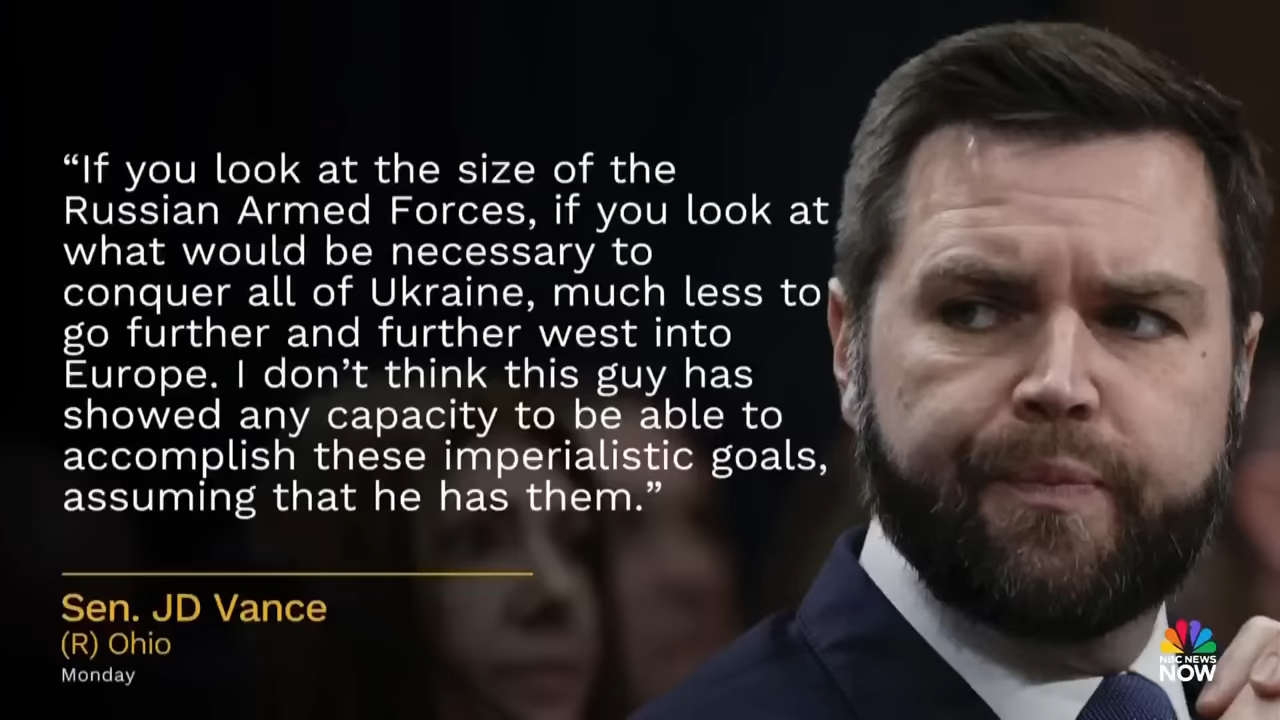 “If you look at the size of the
Russian Armed Forces, if you look at
what would be necessary to
conquer all of Ukraine, much less to
go further and further west into
Europe. I don’t think this guy has
showed any capacity to be able to
accomplish these imperialistic goals,
assuming that he has them.”
Sen. JD Vance
(R) Ohio
Monday
NBC NEWS
NOW